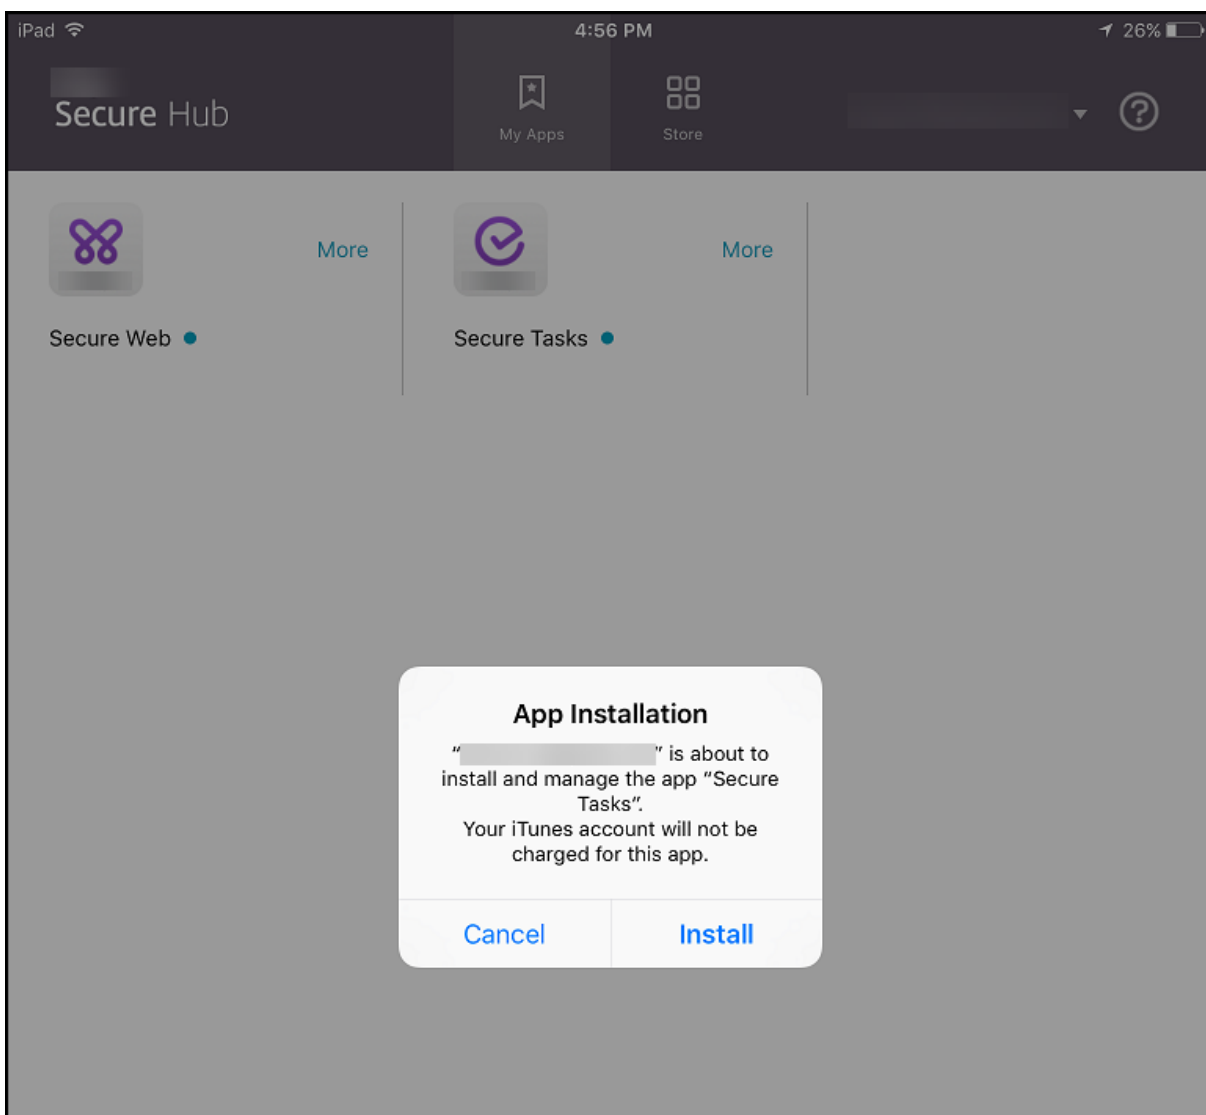 iPad 4:56 PM 26%
Secure Hub
My Apps Store
More More
Secure Web Secure Tasks
App Installation
“ ” is about to
install and manage the app “Secure
Tasks”.
Your iTunes account will not be
charged for this app.
Cancel Install